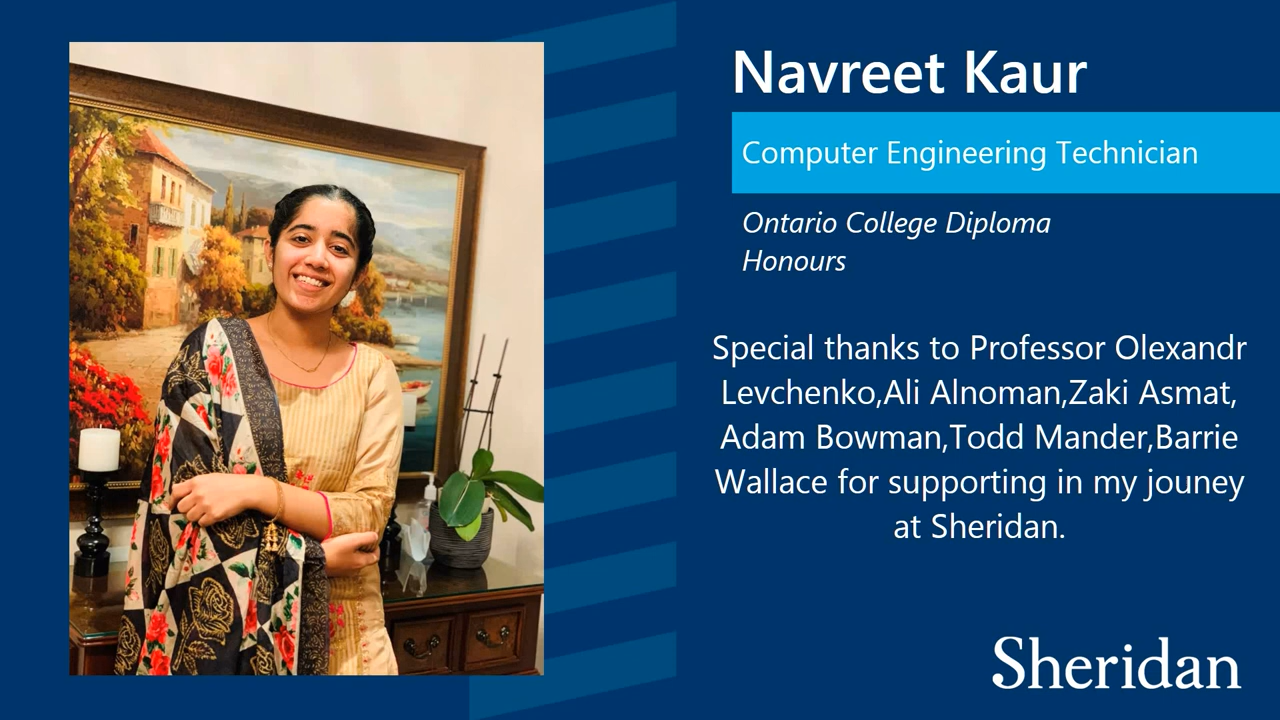 Navreet Kaur
Computer Engineering Technician
Ontario College Diploma
Honours
Special thanks to Professor Olexandr
Levchenko,Ali Alnoman,Zaki Asmat,
Adam Bowman,Todd Mander,Barrie
Wallace for supporting in my jouney
at Sheridan.
Sheridan